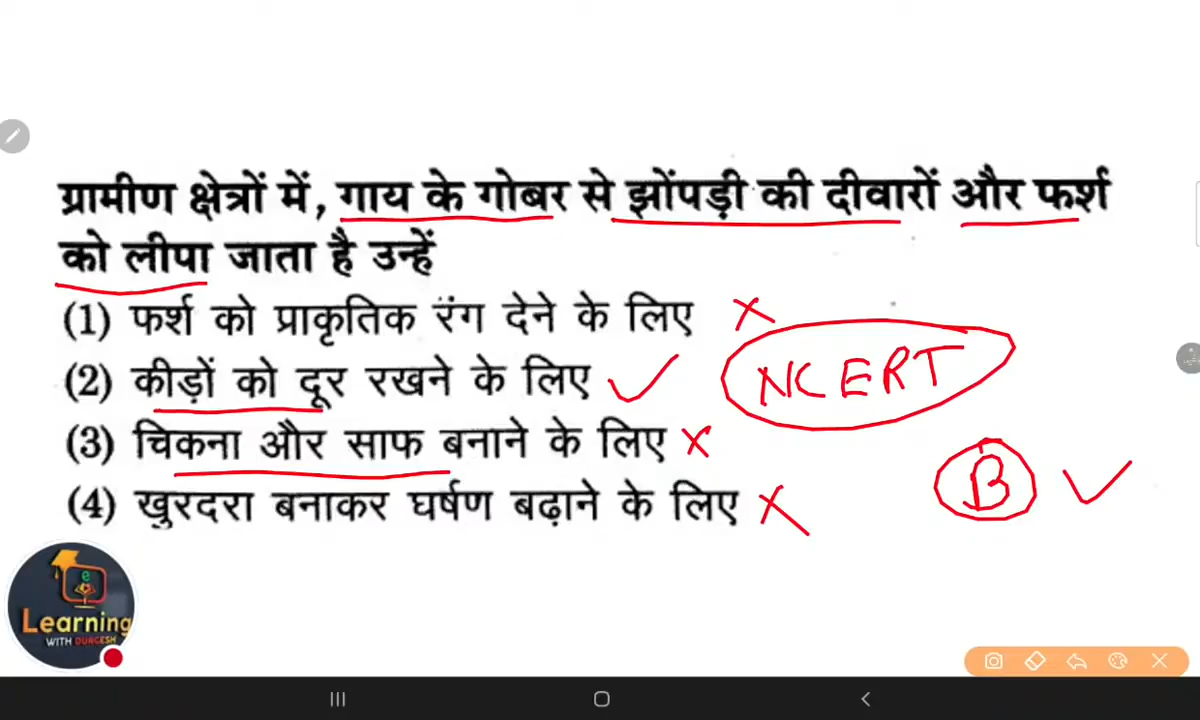 ग्रामीण क्षेत्रों में, गाय के गोबर से झोंपड़ी की दीवारों और फर्श
को लीपा जाता है उन्हें
(1) फर्श को प्राकृतिक रंग देने के लिए
(2) कीड़ों को दूर रखने के लिए
NCERT
(3) चिकना और साफ बनाने के लिए
B
(4) खुरदरा बनाकर घर्षण बढ़ाने के लिए
e
Learning
WITH DURGESH